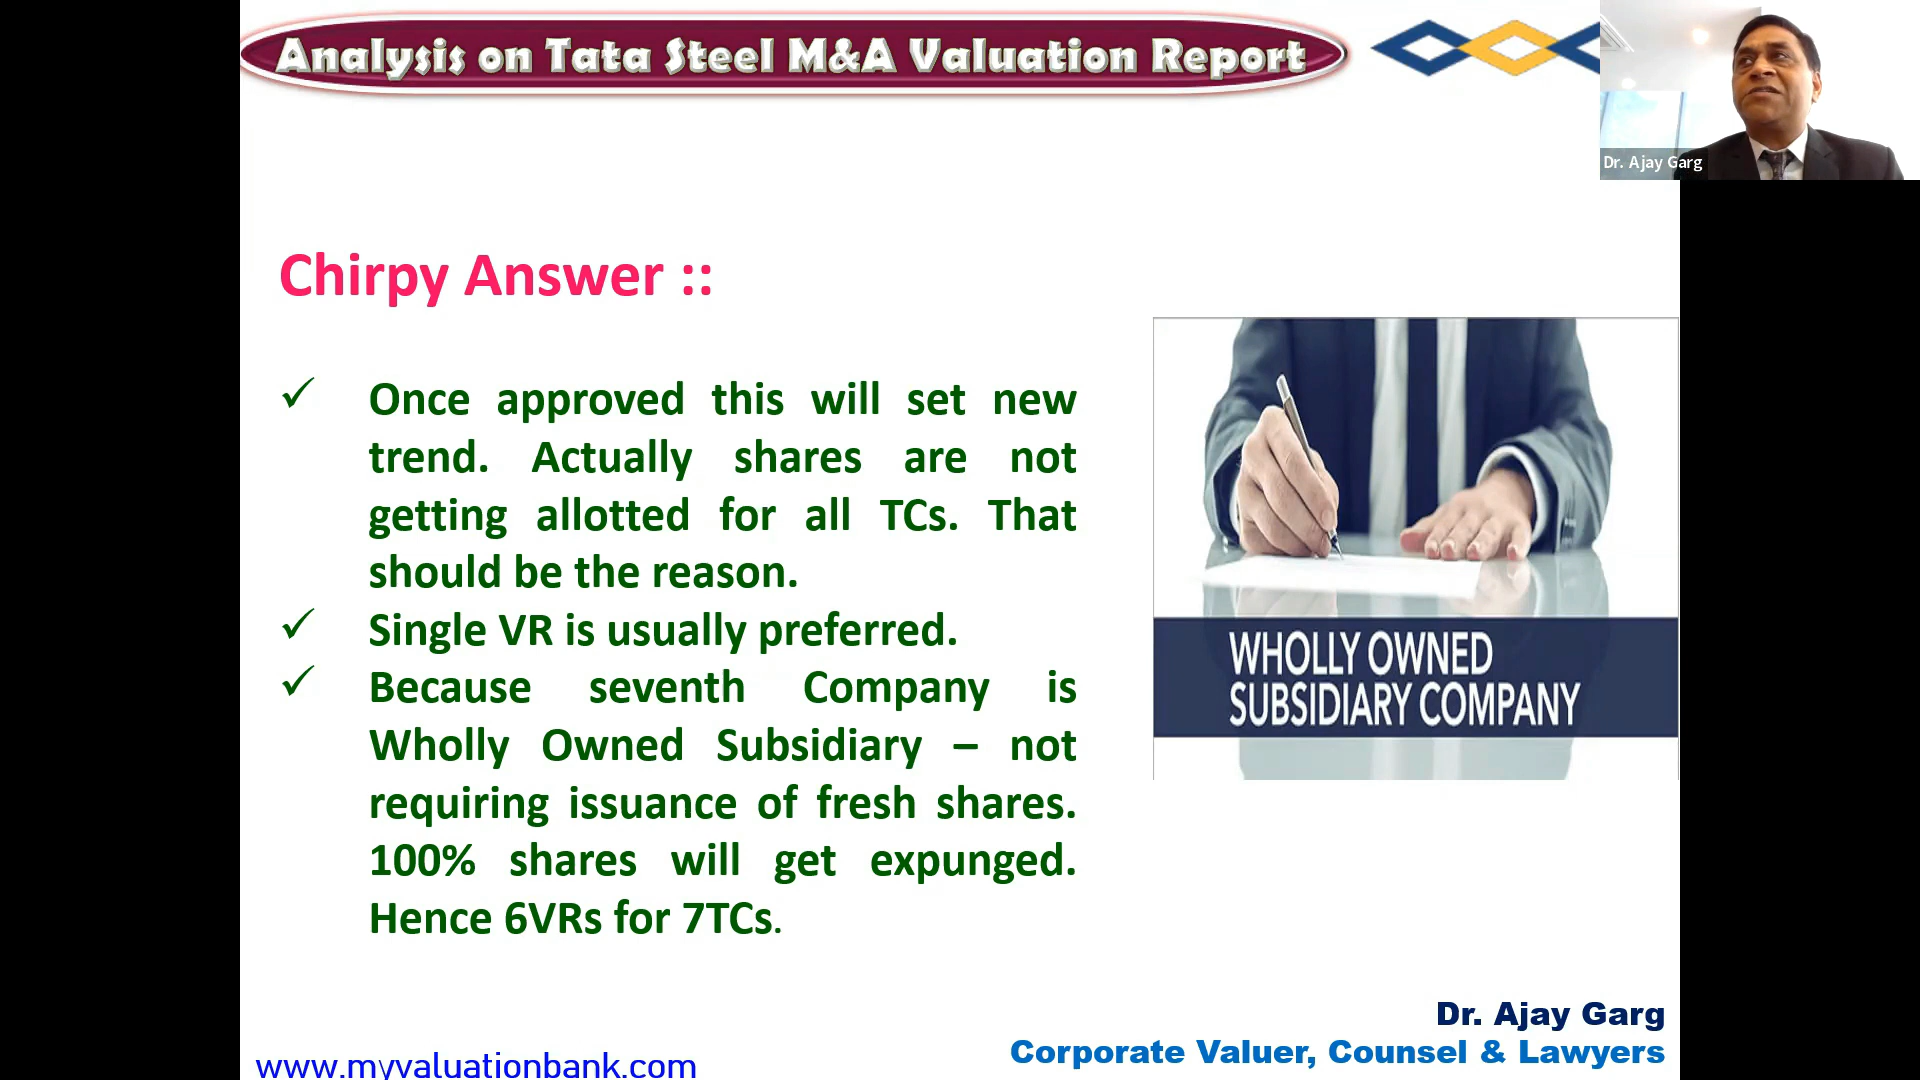 Analysis on Tata Steel M&A Valuation Report
Dr. Ajay Garg
Chirpy Answer ::
✓ Once approved this will set new
trend. Actually shares are not
getting allotted for all TCs. That
should be the reason.
✓ Single VR is usually preferred.
✓ Because seventh Company is
Wholly Owned Subsidiary – not
requiring issuance of fresh shares.
100% shares will get expunged.
Hence 6VRs for 7TCs.
WHOLLY OWNED
SUBSIDIARY COMPANY
Dr. Ajay Garg
Corporate Valuer, Counsel & Lawyers
www.myvaluationbank.com